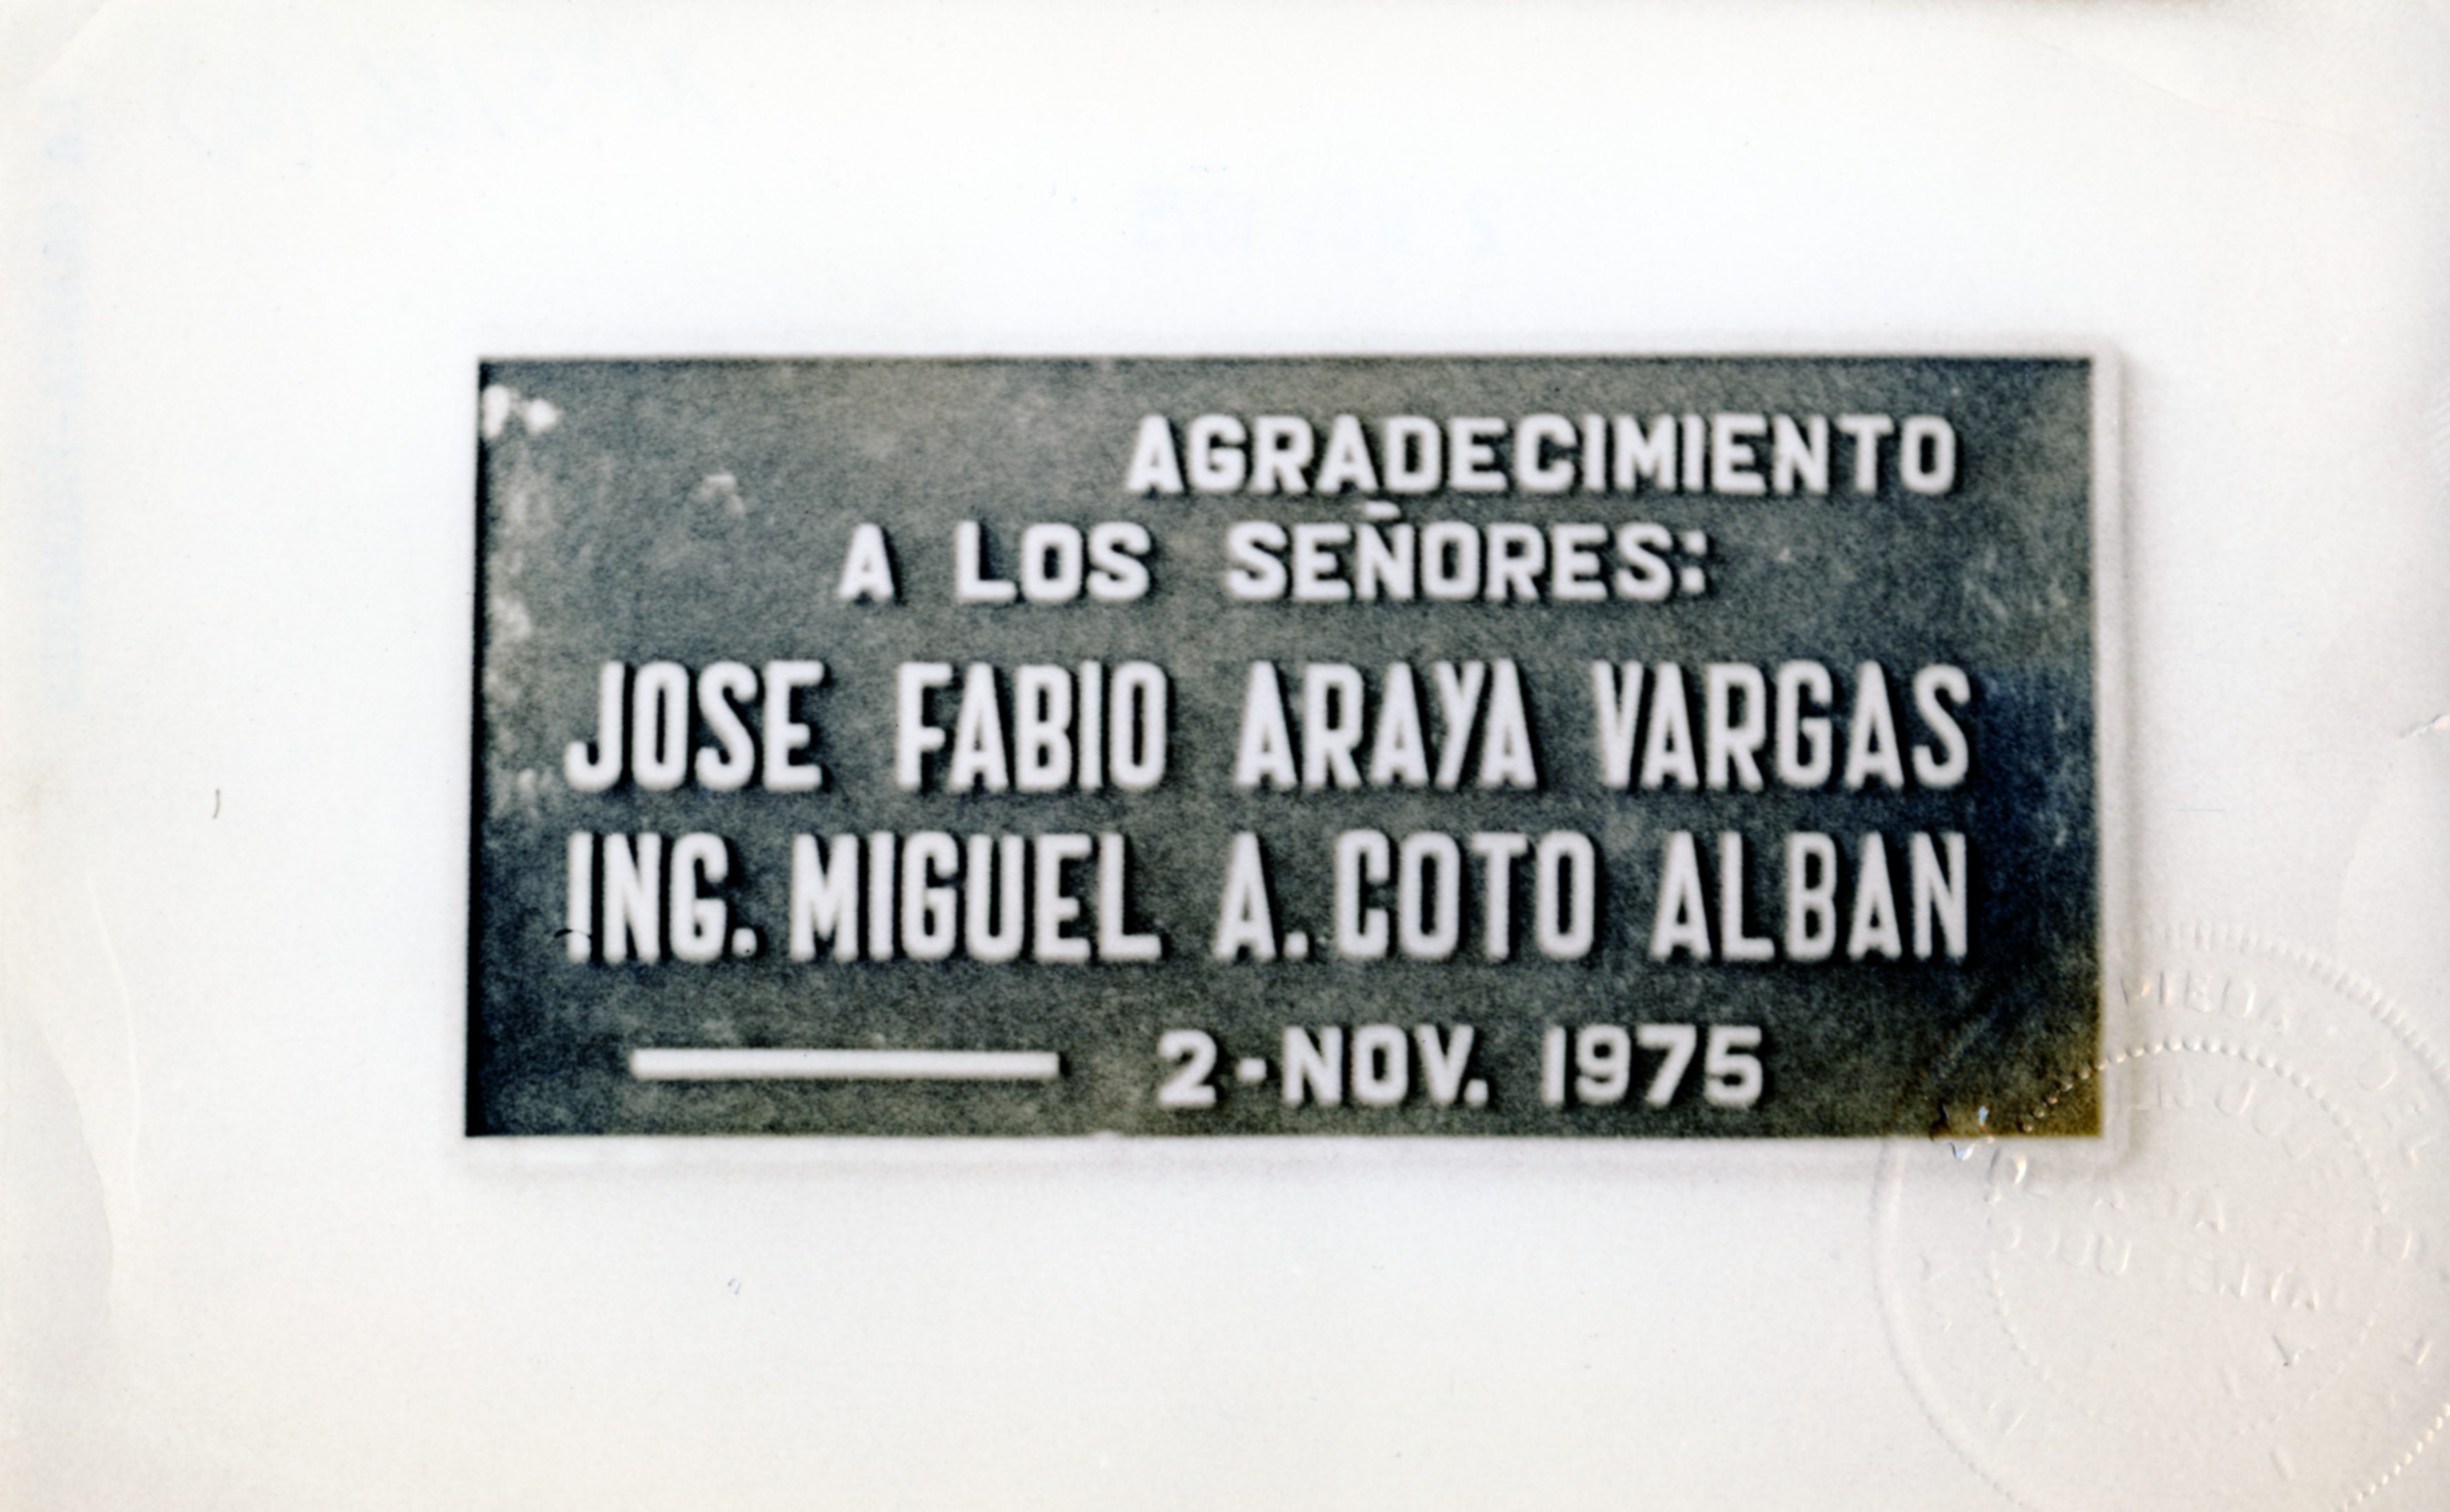 AGRADECIMIENTO
A LOS SEÑORES:
JOSE FABIO ARAYA VARGAS
ING. MIGUEL A. COTO ALBAN
2-NOV. 1975